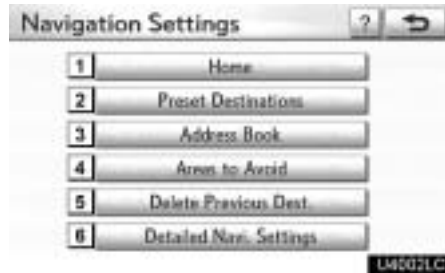 Navigation Settings ?
1 Home
2 Preset Destinations
3 Address Book
4 Areas to Avoid
5 Delete Previous Dest.
6 Detailed Navi. Settings
U4002LC